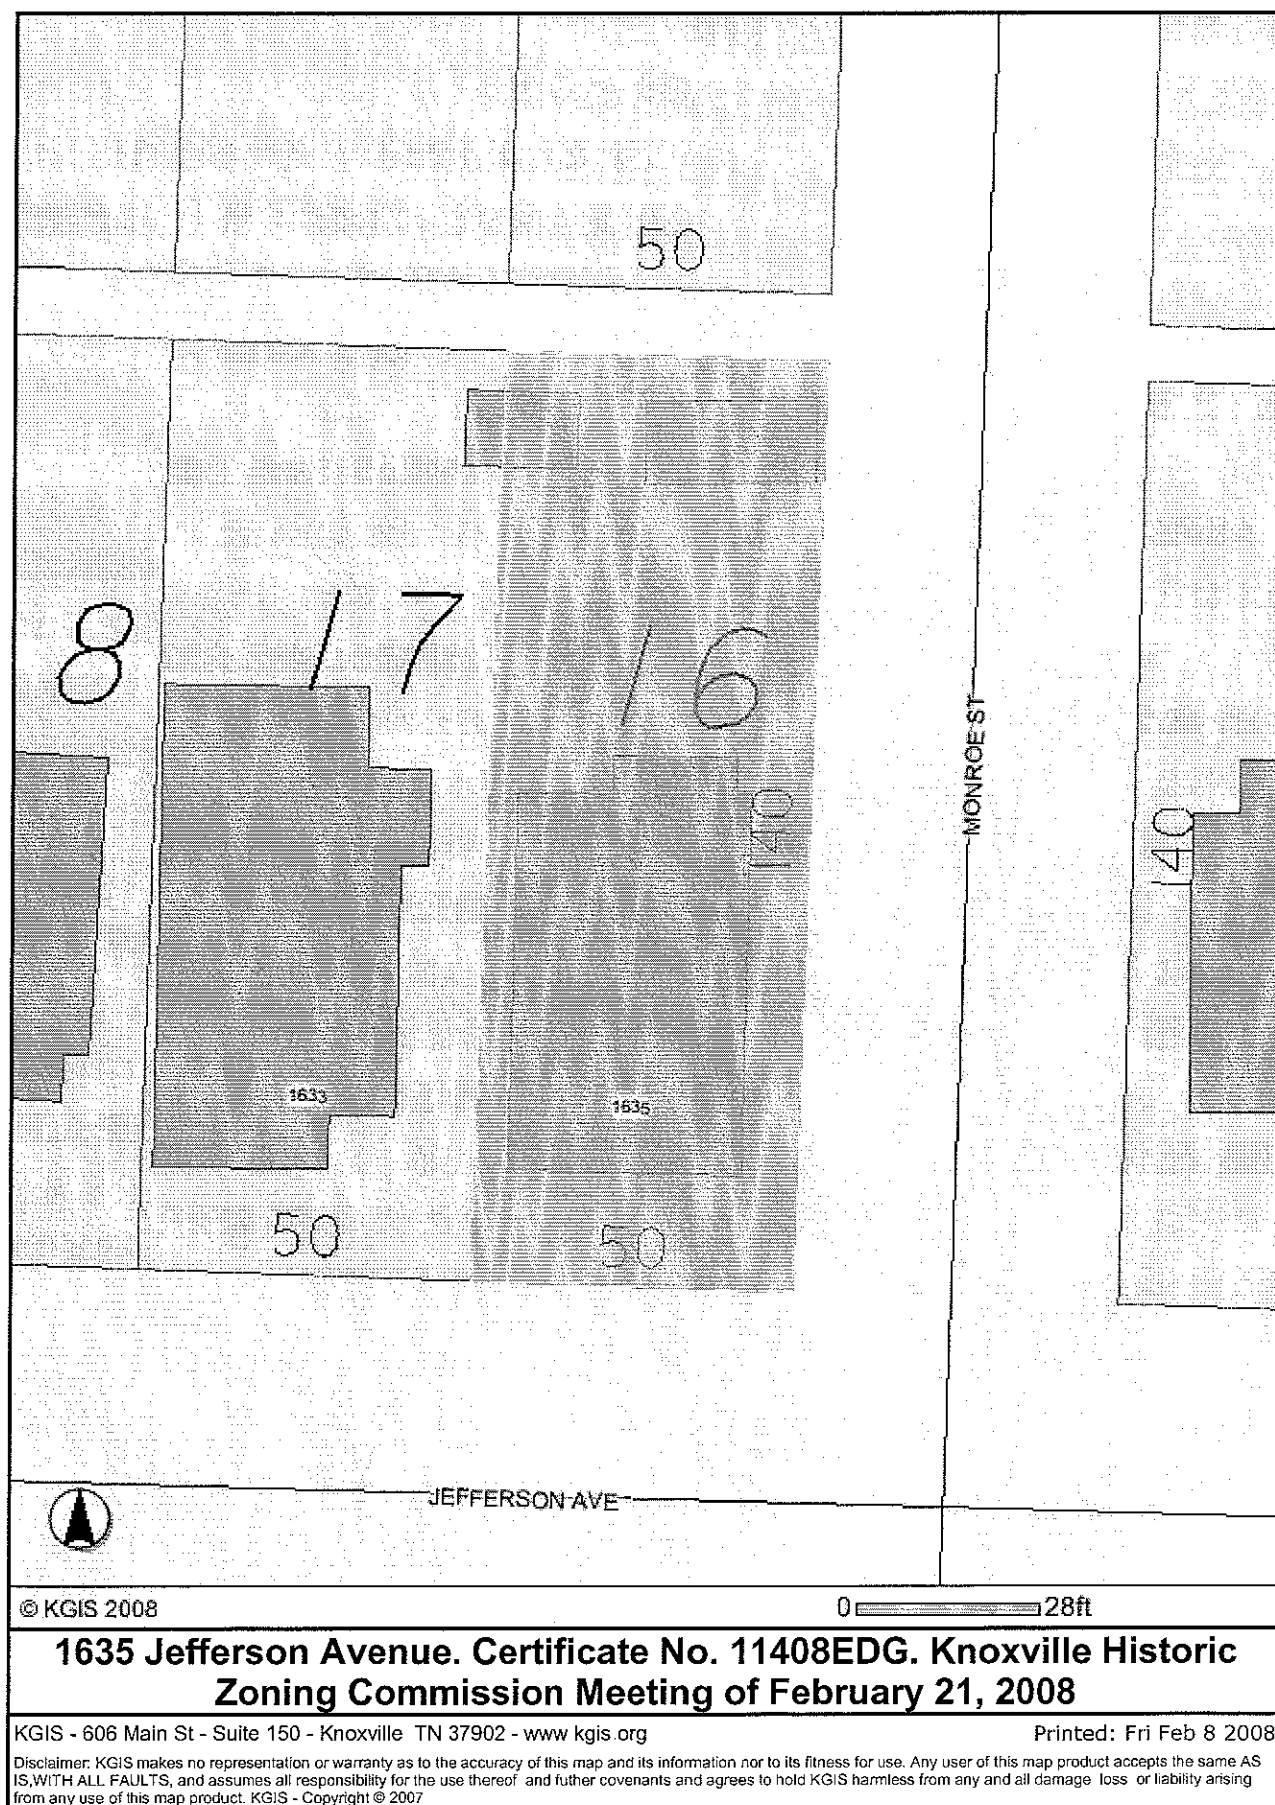 50
8
17
16
MONROE ST
140
140
1633
1635
50
50
JEFFERSON AVE
© KGIS 2008
0 28ft
1635 Jefferson Avenue. Certificate No. 11408EDG. Knoxville Historic
Zoning Commission Meeting of February 21, 2008
KGIS - 606 Main St - Suite 150 - Knoxville TN 37902 - www kgis.org
Printed: Fri Feb 8 2008
Disclaimer: KGIS makes no representation or warranty as to the accuracy of this map and its information nor to its fitness for use. Any user of this map product accepts the same AS
IS,WITH ALL FAULTS, and assumes all responsibility for the use thereof and futher covenants and agrees to hold KGIS harmless from any and all damage loss or liability arising
from any use of this map product. KGIS - Copyright © 2007